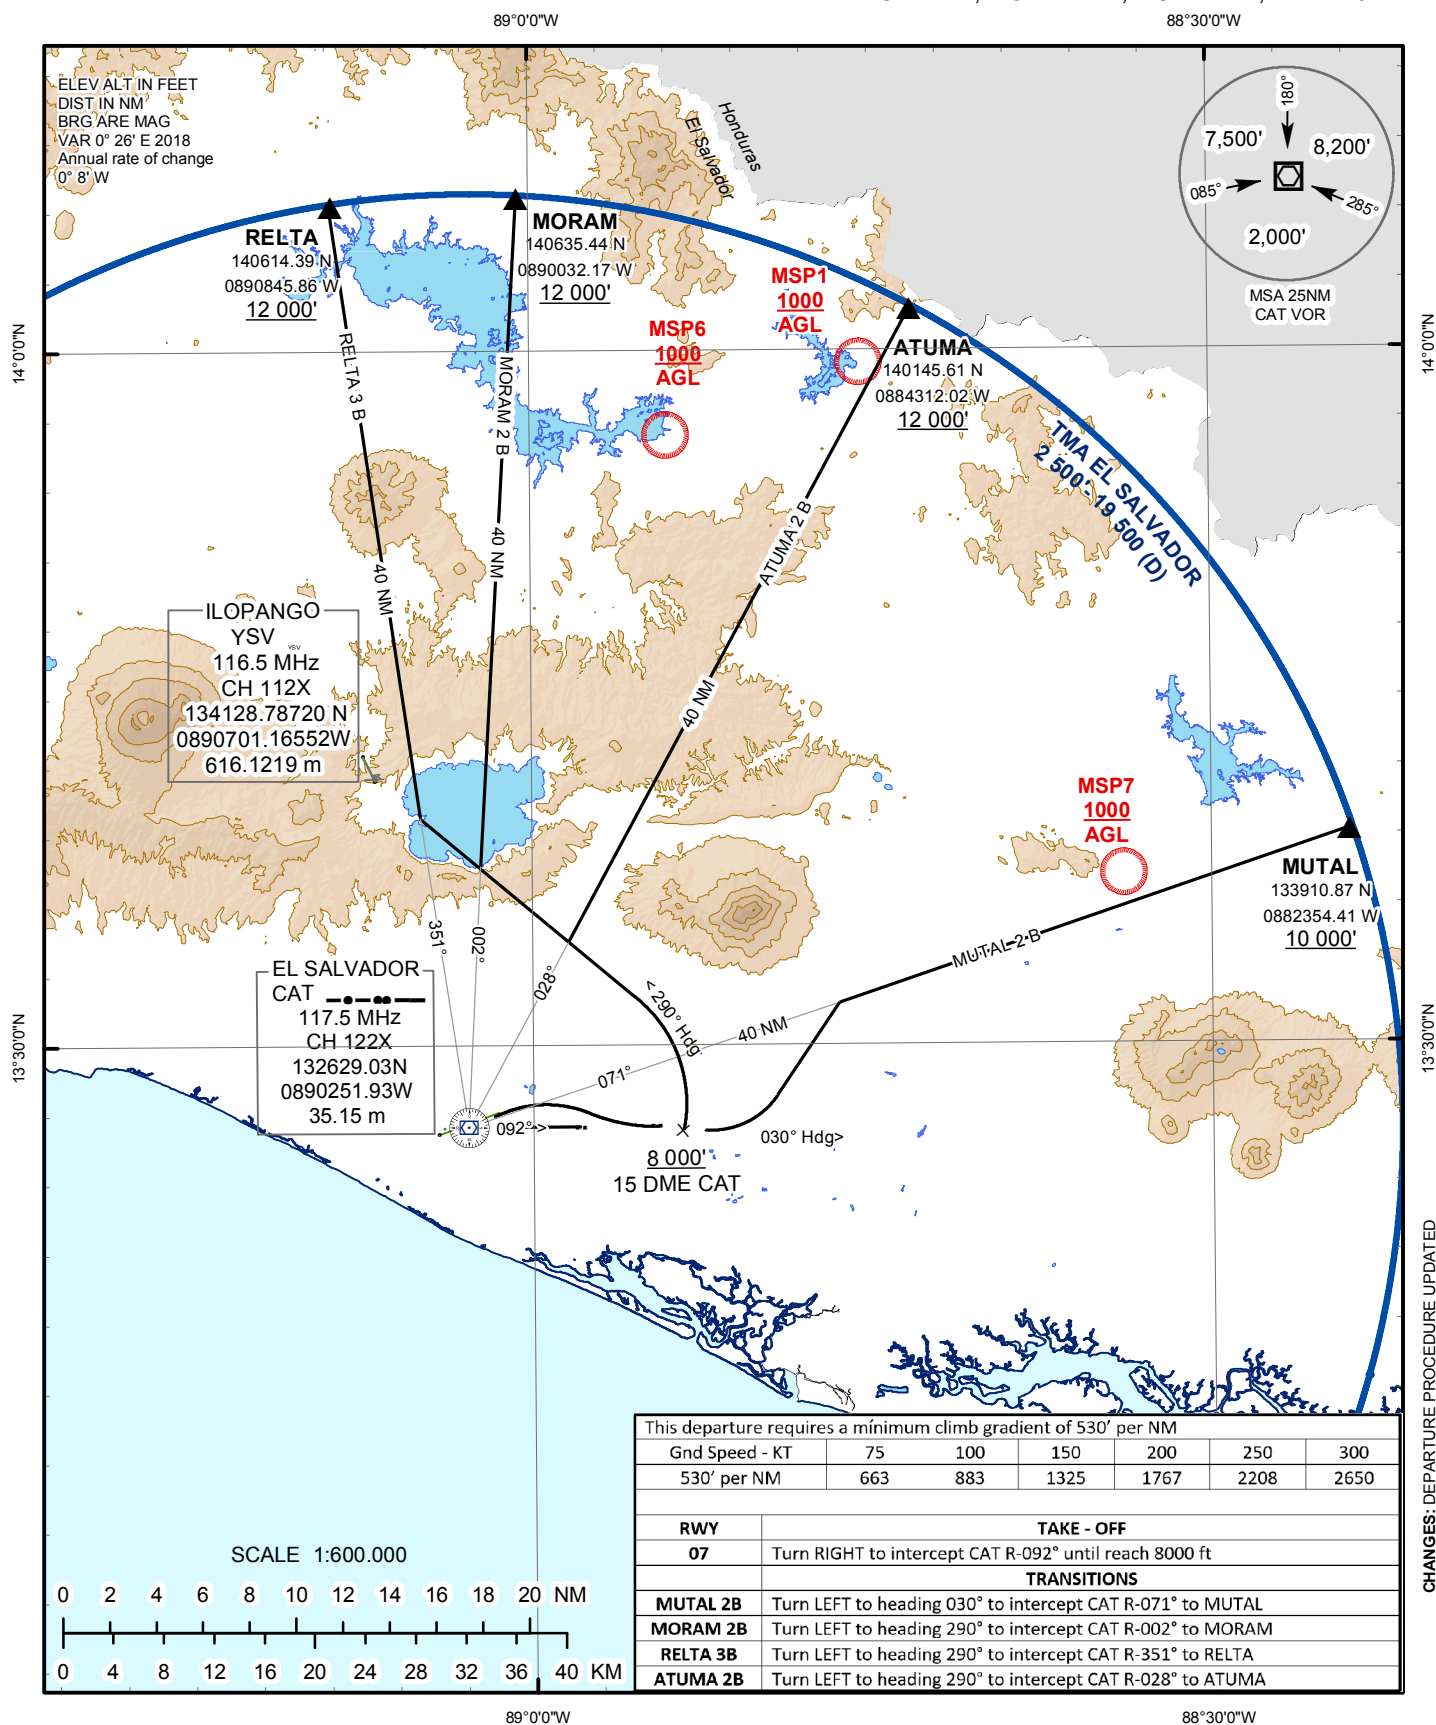 89°0'0"W
88°30'0"W
ELEV ALT IN FEET
DIST IN NM
BRG ARE MAG
VAR 0° 26' E 2018
Annual rate of change
0° 8' W
Honduras
El Salvador
180°
7,500'
8,200'
085°
285°
2,000'
MSA 25NM
CAT VOR
RELTA
140614.39 N
0890845.86 W
12 000'
MORAM
140635.44 N
0890032.17 W
12 000'
MSP1
1000
AGL
MSP6
1000
AGL
ATUMA
140145.61 N
0884312.02 W
12 000'
14°0'0"N
14°0'0"N
TMA EL SALVADOR
2 500'- 19 500 (D)
RELTA 3 B
MORAM 2 B
ATUMA 2 B
40 NM
40 NM
40 NM
ILOPANGO
YSV
YSV
116.5 MHz
CH 112X
134128.78720 N
0890701.16552W
616.1219 m
MSP7
1000
AGL
MUTAL
133910.87 N
0882354.41 W
10 000'
MUTAL 2 B
351°
002°
028°
< 290° Hdg
40 NM
071°
EL SALVADOR
CAT
117.5 MHz
CH 122X
132629.03N
0890251.93W
35.15 m
13°30'0"N
13°30'0"N
092°->
030° Hdg>
8 000'
15 DME CAT
CHANGES: DEPARTURE PROCEDURE UPDATED
This departure requires a mínimum climb gradient of 530' per NM
Gnd Speed - KT 75 100 150 200 250 300
530' per NM 663 883 1325 1767 2208 2650
RWY TAKE - OFF
07 Turn RIGHT to intercept CAT R-092° until reach 8000 ft
TRANSITIONS
MUTAL 2B Turn LEFT to heading 030° to intercept CAT R-071° to MUTAL
MORAM 2B Turn LEFT to heading 290° to intercept CAT R-002° to MORAM
RELTA 3B Turn LEFT to heading 290° to intercept CAT R-351° to RELTA
ATUMA 2B Turn LEFT to heading 290° to intercept CAT R-028° to ATUMA
SCALE 1:600.000
0 2 4 6 8 10 12 14 16 18 20 NM
0 4 8 12 16 20 24 28 32 36 40 KM
89°0'0"W
88°30'0"W